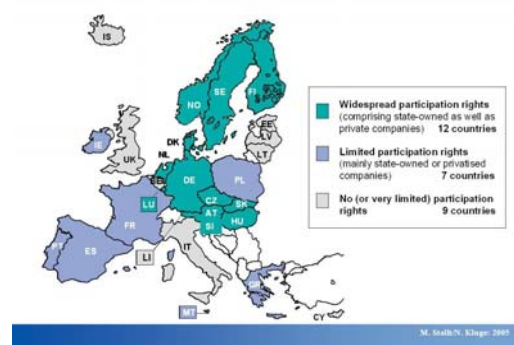 IS
NO
SE
FI
EE
LV
LT
DK
IE
UK
NL
BE
DE
PL
LU
CZ
SK
AT
HU
SI
FR
IT
PT
ES
LI
GR
MT
CY
Widespread participation rights
(comprising state-owned as well as
private companies) 12 countries
Limited participation rights
(mainly state-owned or privatised
companies) 7 countries
No (or very limited) participation
rights 9 countries
M. Stollt/N. Kluge: 2005